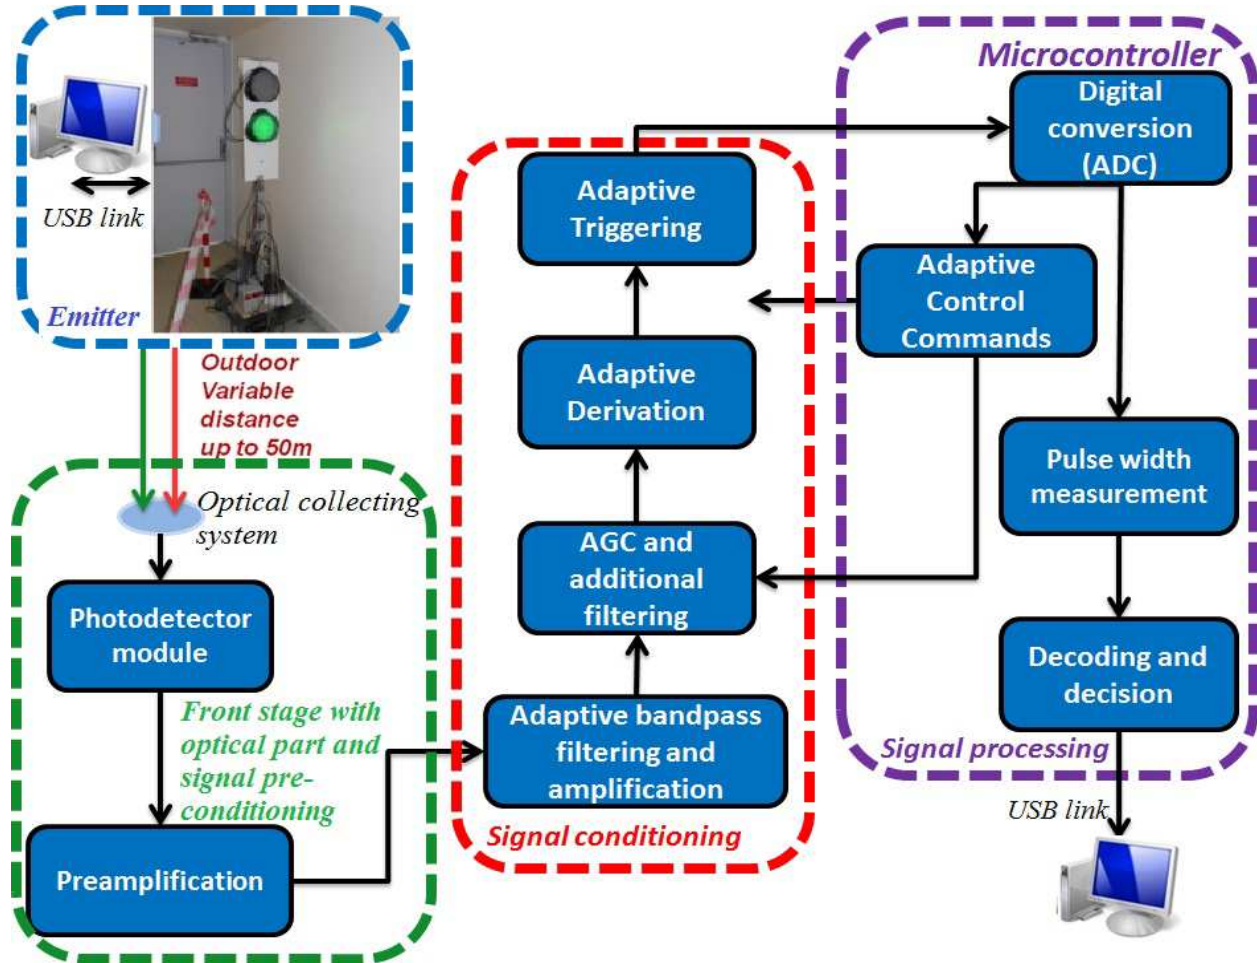 USB link
Emitter
Outdoor
Variable
distance
up to 50m
Optical collecting
system
Photodetector
module
Front stage with
optical part and
signal pre-
conditioning
Preamplification
Adaptive
Triggering
Adaptive
Derivation
AGC and
additional
filtering
Adaptive bandpass
filtering and
amplification
Signal conditioning
Microcontroller
Digital
conversion
(ADC)
Adaptive
Control
Commands
Pulse width
measurement
Decoding and
decision
Signal processing
USB link